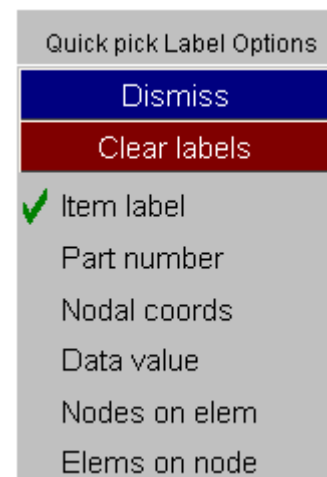 Quick pick Label Options
Dismiss
Clear labels
Item label
Part number
Nodal coords
Data value
Nodes on elem
Elems on node